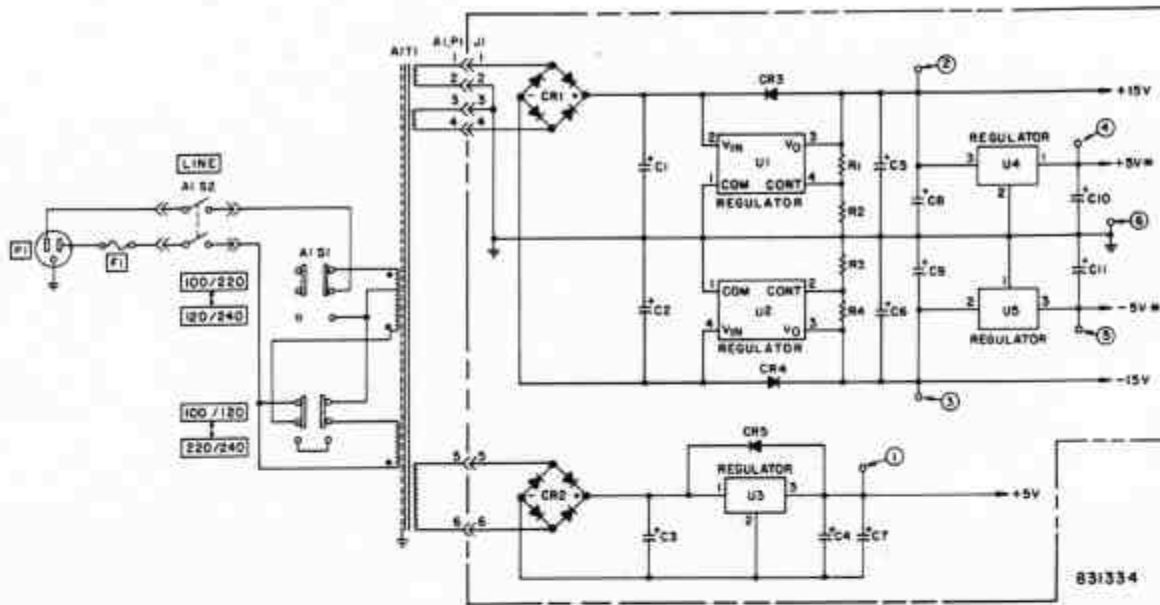 A1T1
A1,P1 J1
1 1
2 2
3 3
4 4
CR1
- +
C1
C2
2 VIN VO 3
U1
1 COM CONT 4
REGULATOR
1 COM CONT 2
U2
4 VIN VO 3
REGULATOR
CR3
CR4
R1
R2
R3
R4
C5
C6
2
+15V
REGULATOR
3 U4 1
2
4
+5V*
C8
C10
6
C9
C11
1
2 U5 3
REGULATOR
-5V*
5
-15V
3
LINE
A1 S2
P1
F1
A1 S1
100/220
120/240
100/120
220/240
5 5
6 6
CR2
- +
C3
CR5
REGULATOR
1 U3 3
2
C4
C7
1
+5V
831334